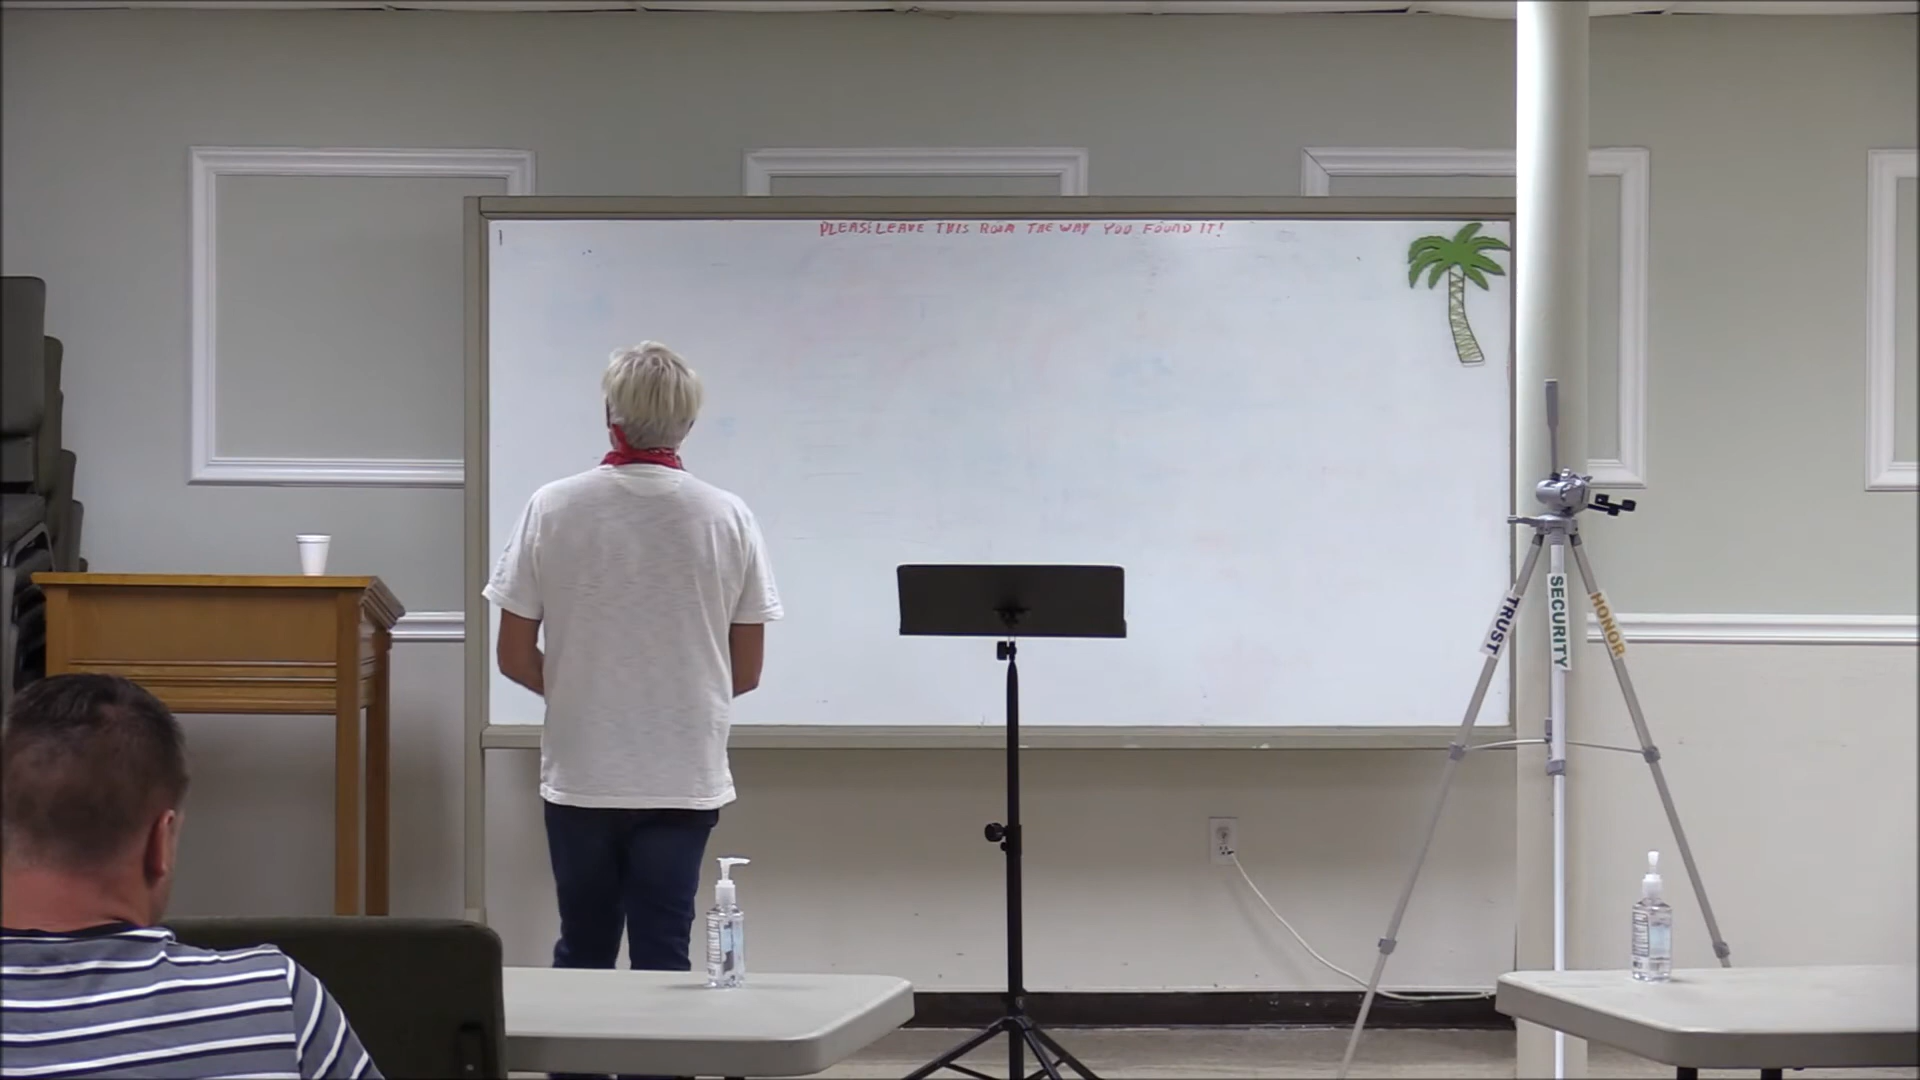 PLEASE LEAVE THIS ROOM THE WAY YOU FOUND IT!
TRUST
SECURITY
HONOR